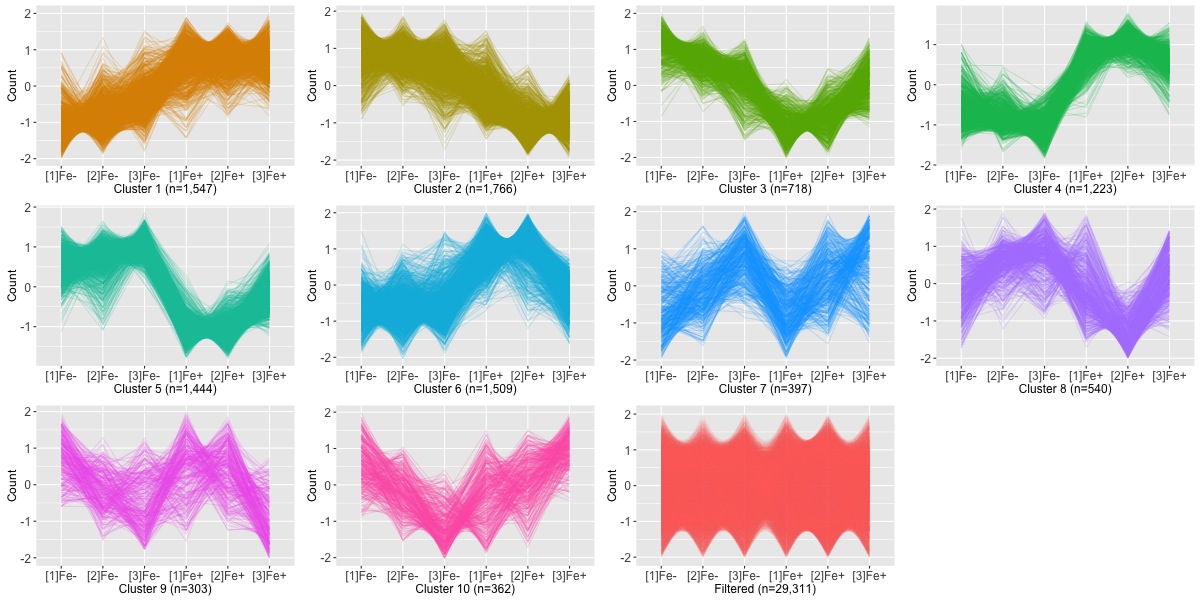 Count
2
1
0
-1
-2
[1]Fe- [2]Fe- [3]Fe- [1]Fe+ [2]Fe+ [3]Fe+
Cluster 1 (n=1,547)
Count
2
1
0
-1
-2
[1]Fe- [2]Fe- [3]Fe- [1]Fe+ [2]Fe+ [3]Fe+
Cluster 2 (n=1,766)
Count
2
1
0
-1
-2
[1]Fe- [2]Fe- [3]Fe- [1]Fe+ [2]Fe+ [3]Fe+
Cluster 3 (n=718)
Count
1
0
-1
-2
[1]Fe- [2]Fe- [3]Fe- [1]Fe+ [2]Fe+ [3]Fe+
Cluster 4 (n=1,223)
Count
2
1
0
-1
[1]Fe- [2]Fe- [3]Fe- [1]Fe+ [2]Fe+ [3]Fe+
Cluster 5 (n=1,444)
Count
2
1
0
-1
-2
[1]Fe- [2]Fe- [3]Fe- [1]Fe+ [2]Fe+ [3]Fe+
Cluster 6 (n=1,509)
Count
2
1
0
-1
-2
[1]Fe- [2]Fe- [3]Fe- [1]Fe+ [2]Fe+ [3]Fe+
Cluster 7 (n=397)
Count
2
1
0
-1
-2
[1]Fe- [2]Fe- [3]Fe- [1]Fe+ [2]Fe+ [3]Fe+
Cluster 8 (n=540)
Count
2
1
0
-1
-2
[1]Fe- [2]Fe- [3]Fe- [1]Fe+ [2]Fe+ [3]Fe+
Cluster 9 (n=303)
Count
2
1
0
-1
-2
[1]Fe- [2]Fe- [3]Fe- [1]Fe+ [2]Fe+ [3]Fe+
Cluster 10 (n=362)
Count
2
1
0
-1
-2
[1]Fe- [2]Fe- [3]Fe- [1]Fe+ [2]Fe+ [3]Fe+
Filtered (n=29,311)